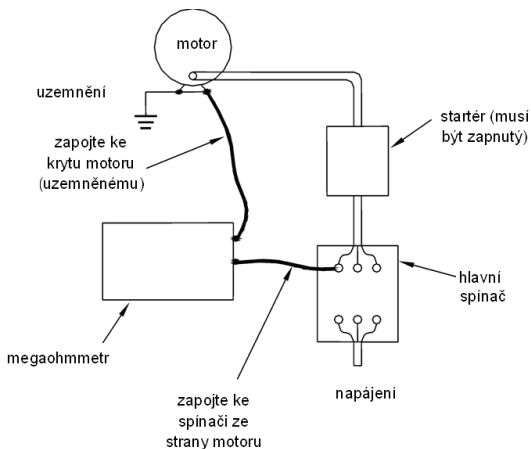 motor
uzemnění
startér (musí
být zapnutý)
zapojte ke
krytu motoru
(uzemněnému)
hlavní
spínač
megaohmmetr
napájení
zapojte ke
spínači ze
strany motoru